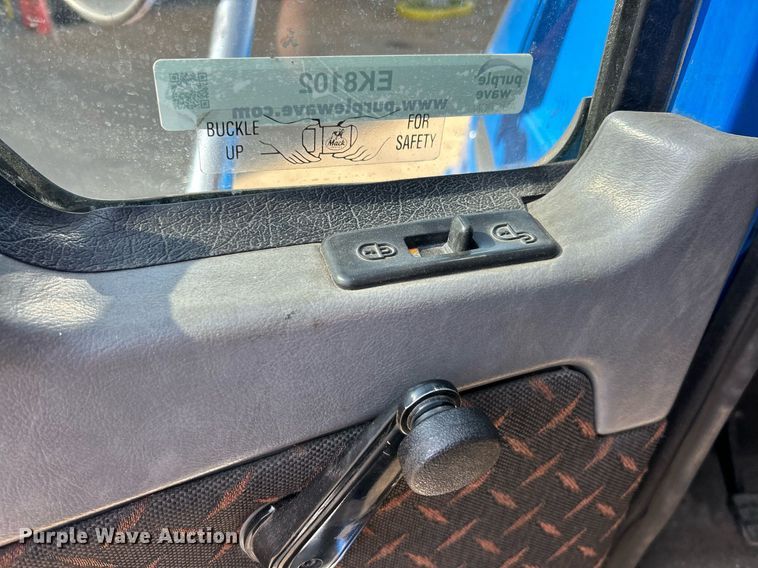 EK8102
purple
wave
www.purplewave.com
BUCKLE
UP
Mack
FOR
SAFETY
Purple Wave Auction